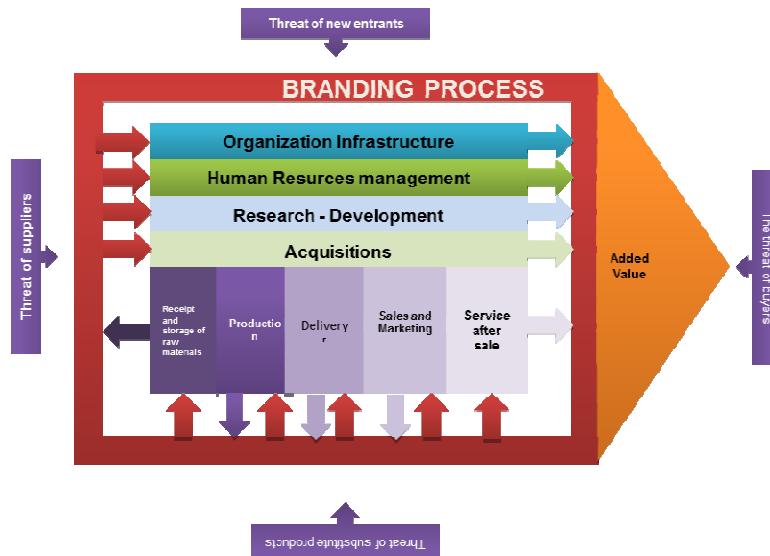 Threat of new entrants
BRANDING PROCESS
Organization Infrastructure
Human Resurces management
Research - Development
Acquisitions
Receipt
and
storage of
raw
materials
Productio
n
Delivery
Sales and
Marketing
Service
after
sale
Added
Value
Threat of suppliers
The threat of
Threat of substitute products